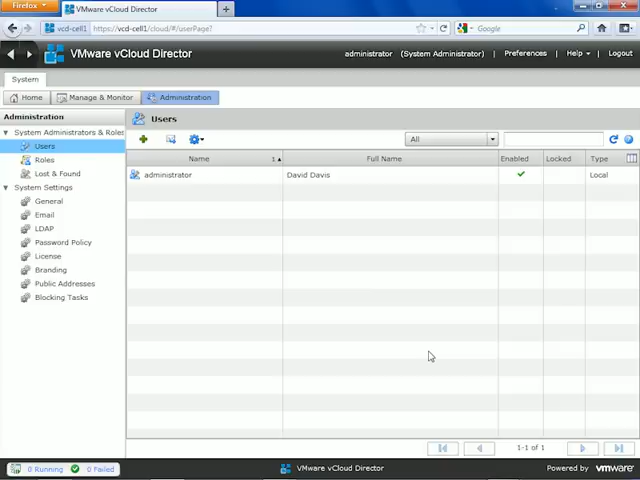 Firefox
VMware vCloud Director
vcd-cell1 https://vcd-cell1/cloud/#/userPage?
Google
VMware vCloud Director
administrator (System Administrator) Preferences Help Logout
System
Home Manage & Monitor Administration
Administration
Users
System Administrators & Roles
Users
Roles
Lost & Found
System Settings
General
Email
LDAP
Password Policy
License
Branding
Public Addresses
Blocking Tasks
All
Name 1 Full Name Enabled Locked Type
administrator David Davis Local
1-1 of 1
0 Running 0 Failed
VMware vCloud Director
Powered by vmware